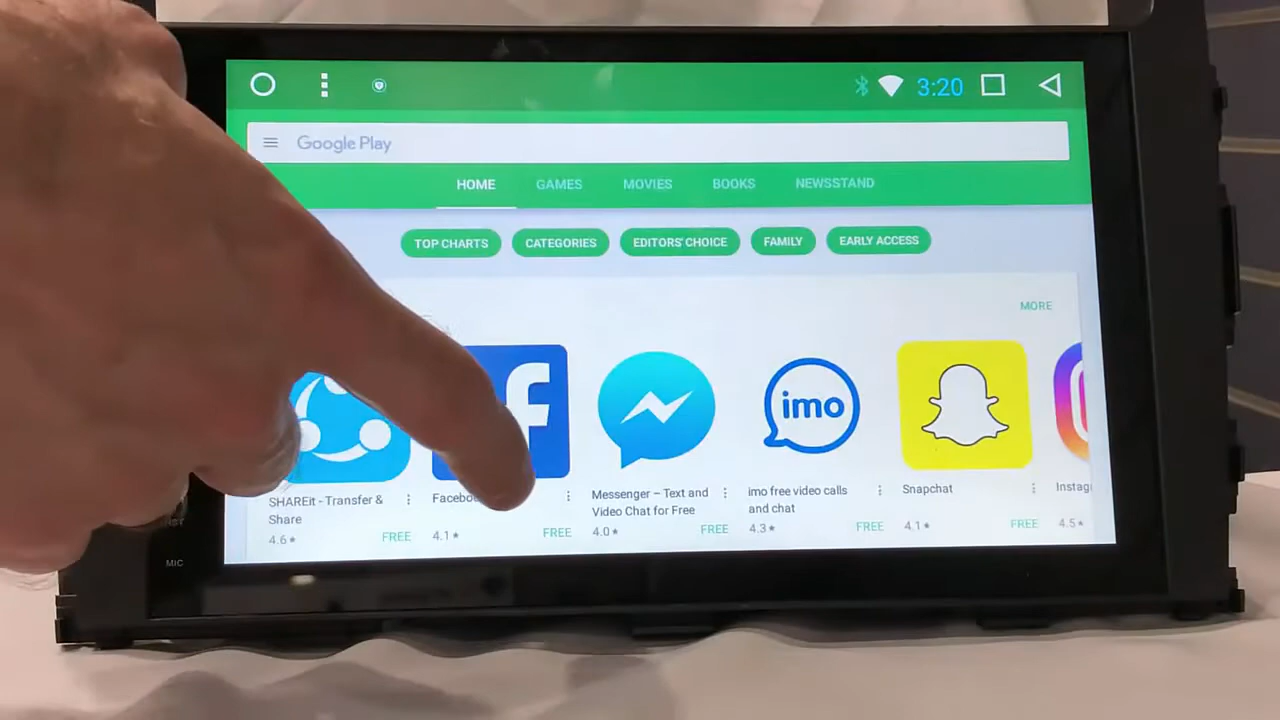 3:20
Google Play
HOME GAMES MOVIES BOOKS NEWSSTAND
TOP CHARTS CATEGORIES EDITORS' CHOICE FAMILY EARLY ACCESS
MORE
f
imo
SHAREit - Transfer &
Share
4.6★ FREE
4.1★ FREE
Messenger – Text and
Video Chat for Free
4.0★ FREE
imo free video calls
and chat
4.3★ FREE
Snapchat
4.1★ FREE
4.5★
MIC